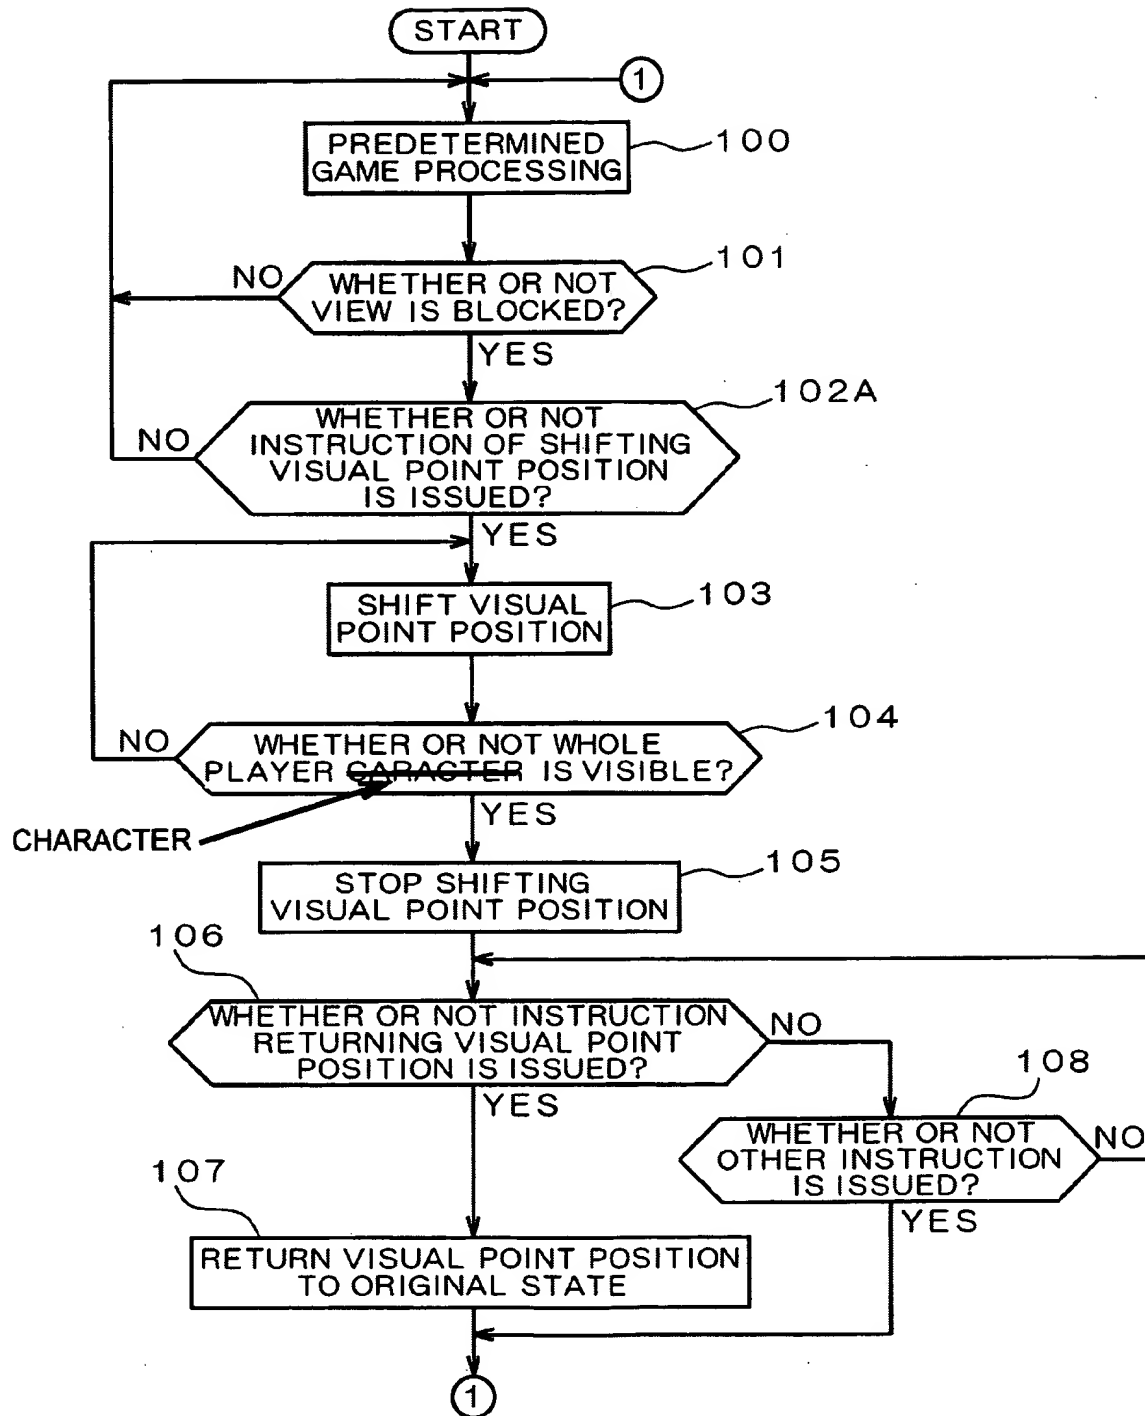 START
1
PREDETERMINED
GAME PROCESSING
100
101
WHETHER OR NOT
VIEW IS BLOCKED?
NO
YES
102A
WHETHER OR NOT
INSTRUCTION OF SHIFTING
VISUAL POINT POSITION
IS ISSUED?
NO
YES
SHIFT VISUAL
POINT POSITION
103
104
WHETHER OR NOT WHOLE
PLAYER CARACTER IS VISIBLE?
NO
YES
CHARACTER
105
STOP SHIFTING
VISUAL POINT POSITION
106
WHETHER OR NOT INSTRUCTION
RETURNING VISUAL POINT
POSITION IS ISSUED?
NO
YES
108
WHETHER OR NOT
OTHER INSTRUCTION
IS ISSUED?
NO
YES
107
RETURN VISUAL POINT POSITION
TO ORIGINAL STATE
1